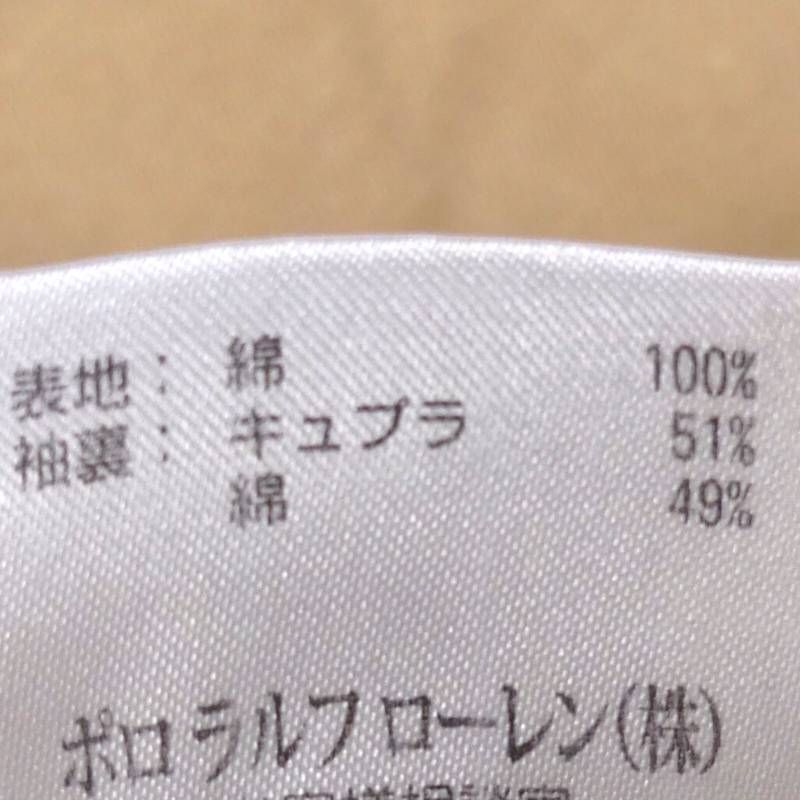 表地： 綿 100%
袖裏： キュプラ 51%
綿 49%
ポロ ラルフ ローレン(株)